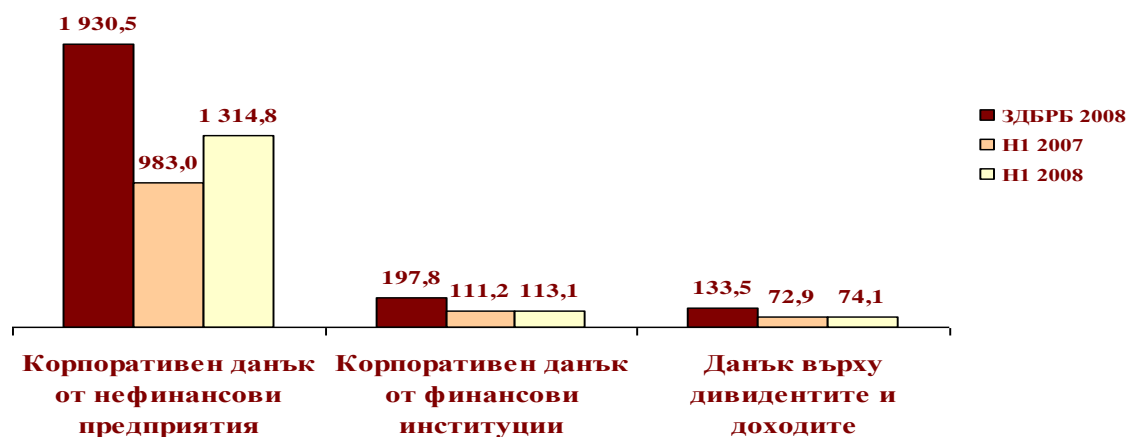 1 930,5
983,0
1 314,8
197,8
111,2
113,1
133,5
72,9
74,1
ЗДБРБ 2008
Н1 2007
Н1 2008
Корпоративен данък
от нефинансови
предприятия
Корпоративен данък
от финансови
институции
Данък върху
дивидентите и
доходите